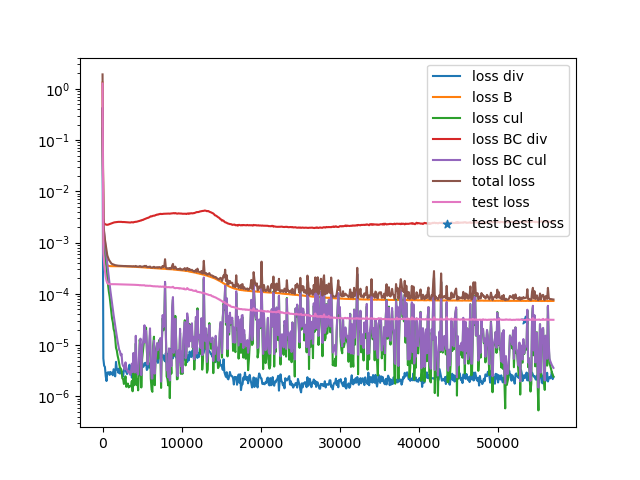 10⁰
10⁻¹
10⁻²
10⁻³
10⁻⁴
10⁻⁵
10⁻⁶
0 10000 20000 30000 40000 50000
loss div
loss B
loss cul
loss BC div
loss BC cul
total loss
test loss
test best loss